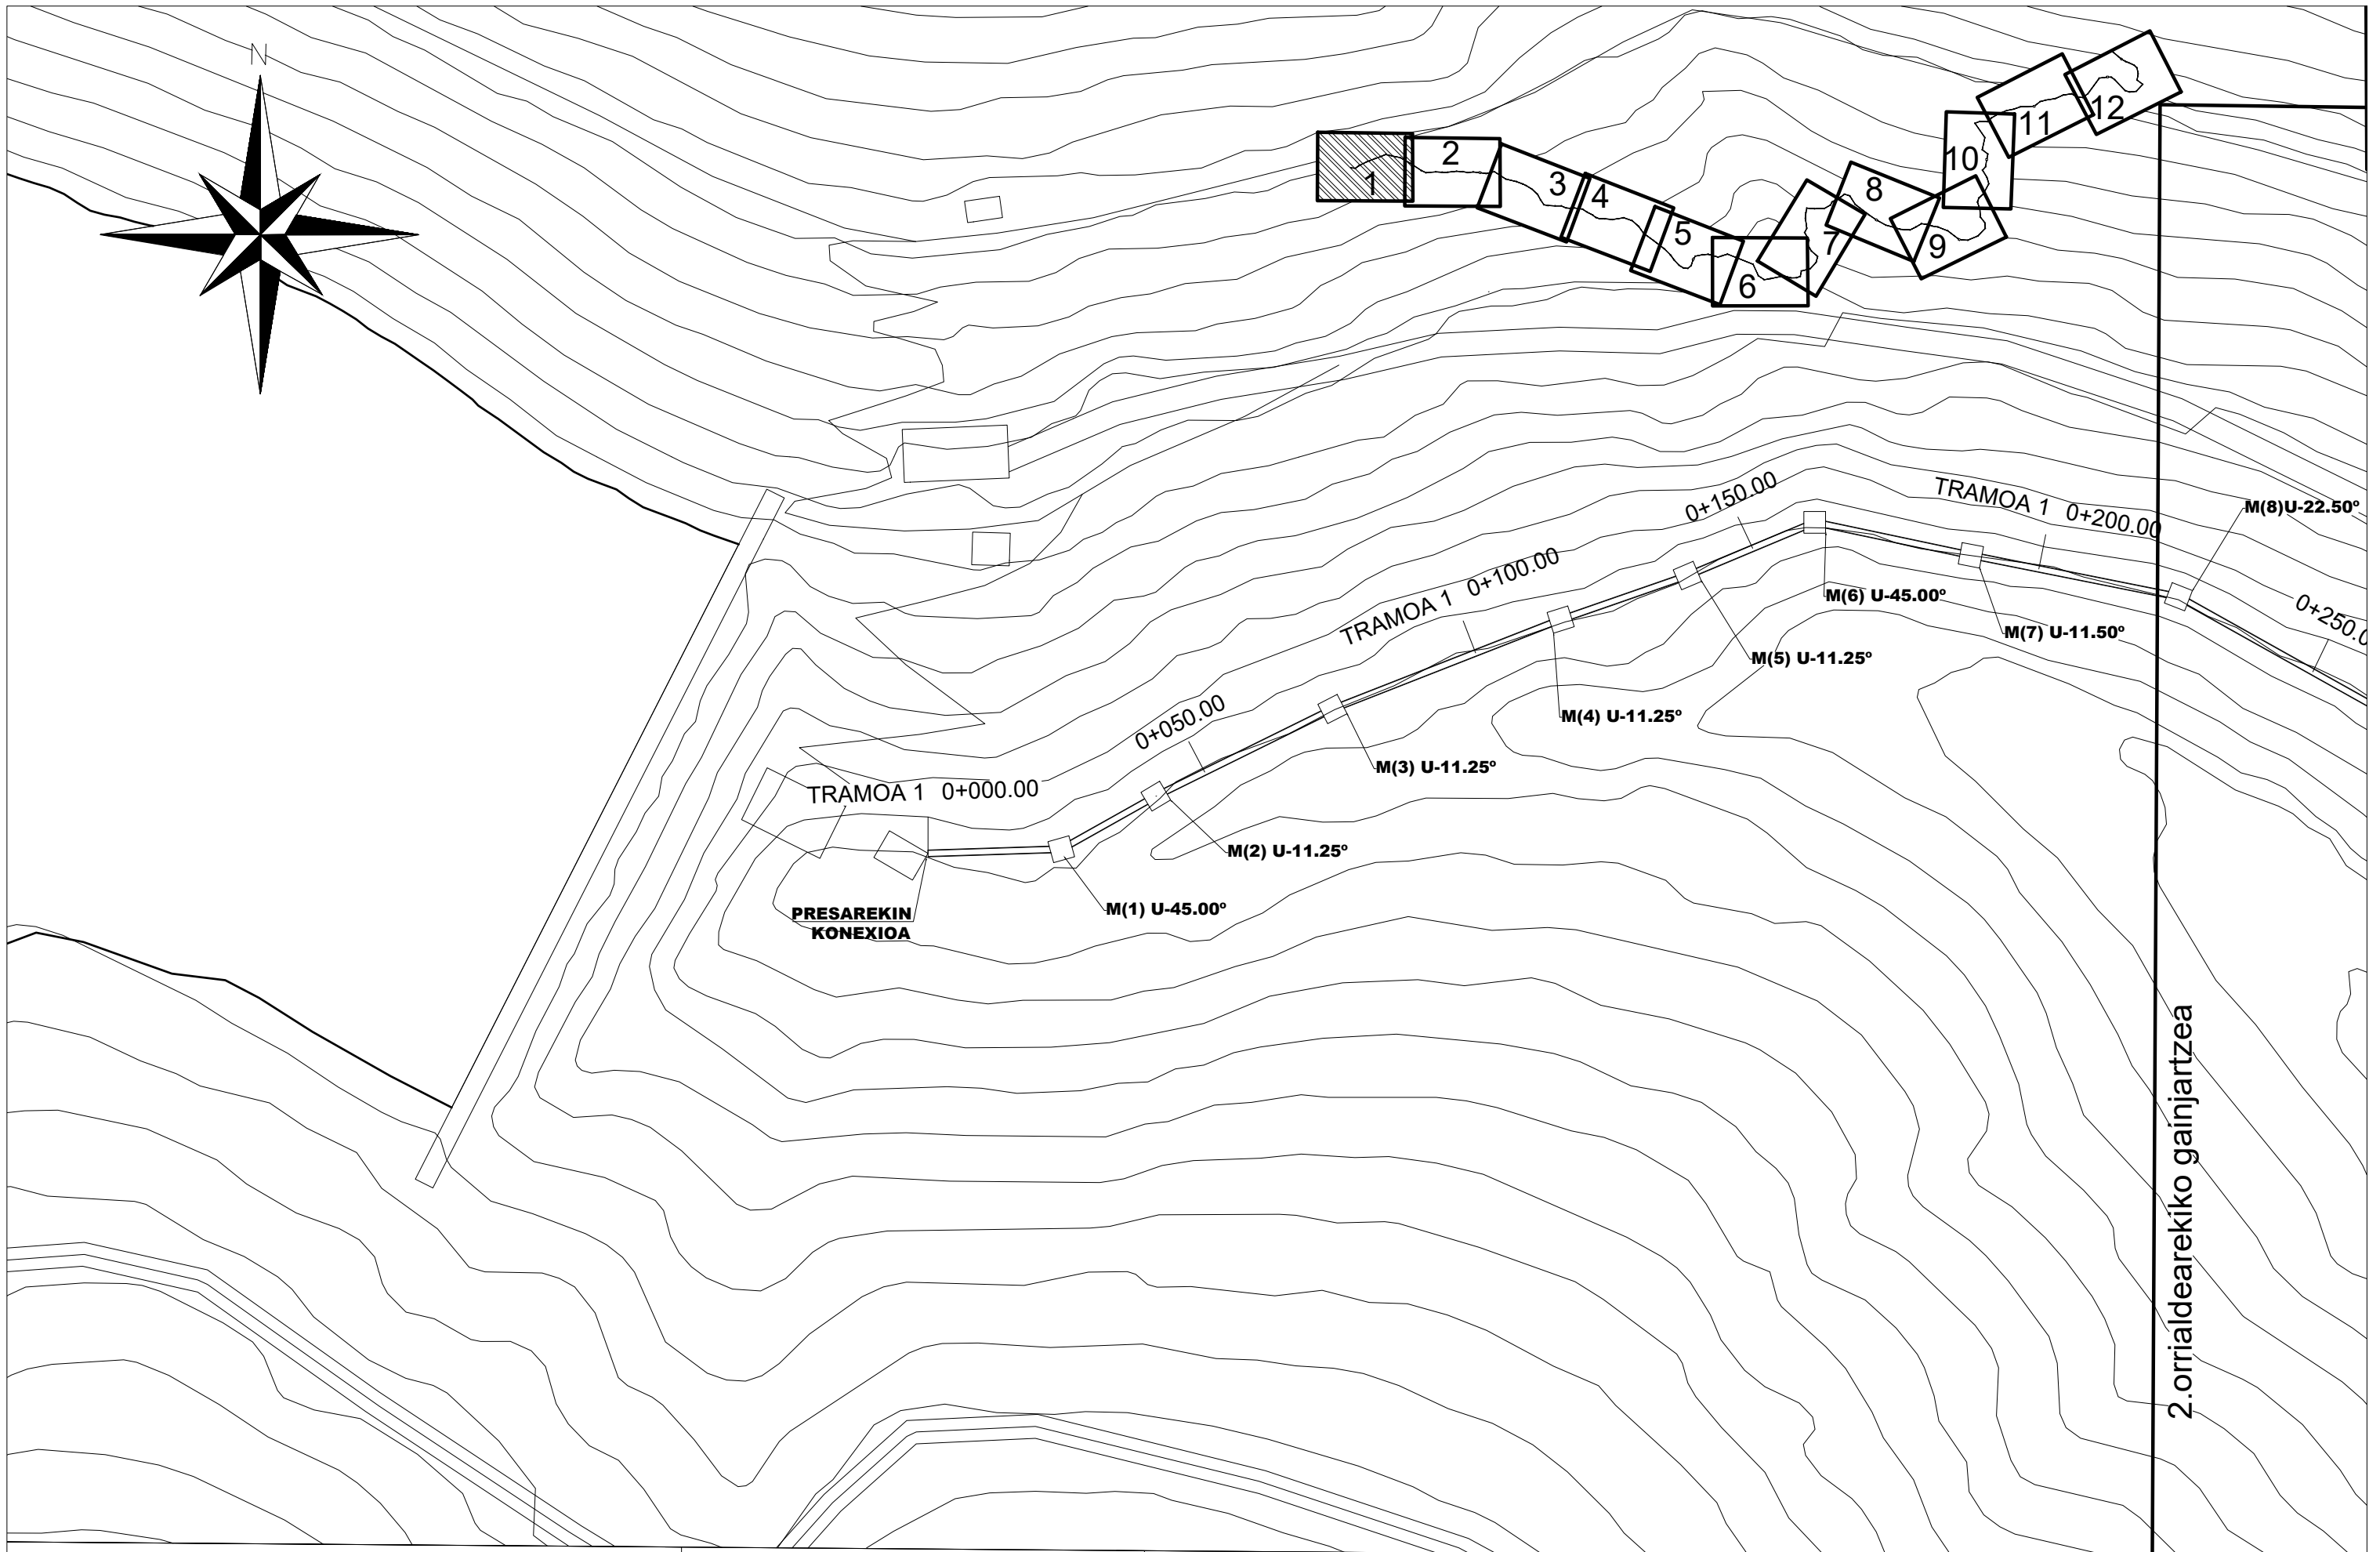 N
1
2
3
4
5
6
7
8
9
10
11
12
TRAMOA 1 0+000.00
0+050.00
TRAMOA 1 0+100.00
0+150.00
TRAMOA 1 0+200.00
PRESAREKIN
KONEXIOA
M(1) U-45.00º
M(2) U-11.25º
M(3) U-11.25º
M(4) U-11.25º
M(5) U-11.25º
M(6) U-45.00º
M(7) U-11.50º
M(8)U-22.50º
0+250.0
2.orrialdearekiko gainjartzea